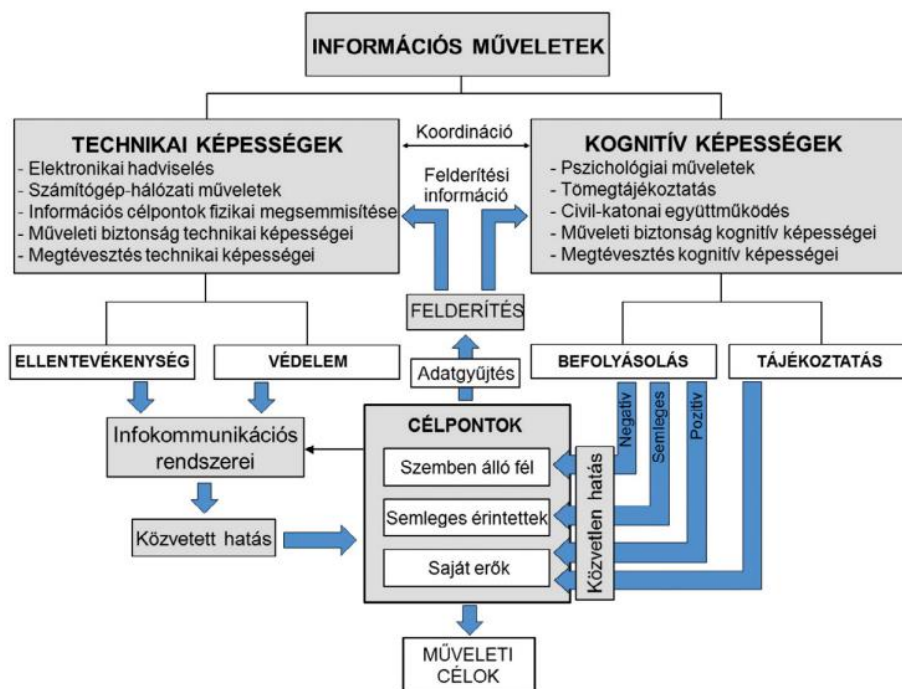 INFORMÁCIÓS MŰVELETEK
TECHNIKAI KÉPESSÉGEK
- Elektronikai hadviselés
- Számítógép-hálózati műveletek
- Információs célpontok fizikai megsemmisítése
- Műveleti biztonság technikai képességei
- Megtévesztés technikai képességei
Koordináció
Felderítési
információ
KOGNITÍV KÉPESSÉGEK
- Pszichológiai műveletek
- Tömegtájékoztatás
- Civil-katonai együttműködés
- Műveleti biztonság kognitív képességei
- Megtévesztés kognitív képességei
FELDERÍTÉS
ELLENTEVÉKENYSÉG
VÉDELEM
Adatgyűjtés
BEFOLYÁSOLÁS
TÁJÉKOZTATÁS
Negatív
Semleges
Pozitív
Infokommunikációs
rendszerei
Közvetett hatás
CÉLPONTOK
Szemben álló fél
Semleges érintettek
Saját erők
Közvetlen hatás
MŰVELETI
CÉLOK